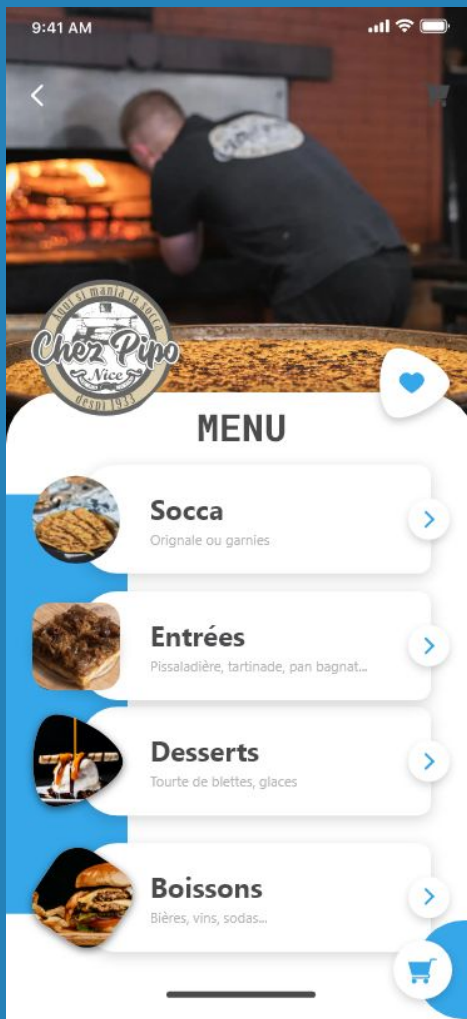 9:41 AM
Aqui si mania la socca
Chez Pipo
Nice
despi 1933
MENU
Socca
Orignale ou garnies
Entrées
Pissaladière, tartinade, pan bagnat...
Desserts
Tourte de blettes, glaces
Boissons
Bières, vins, sodas...